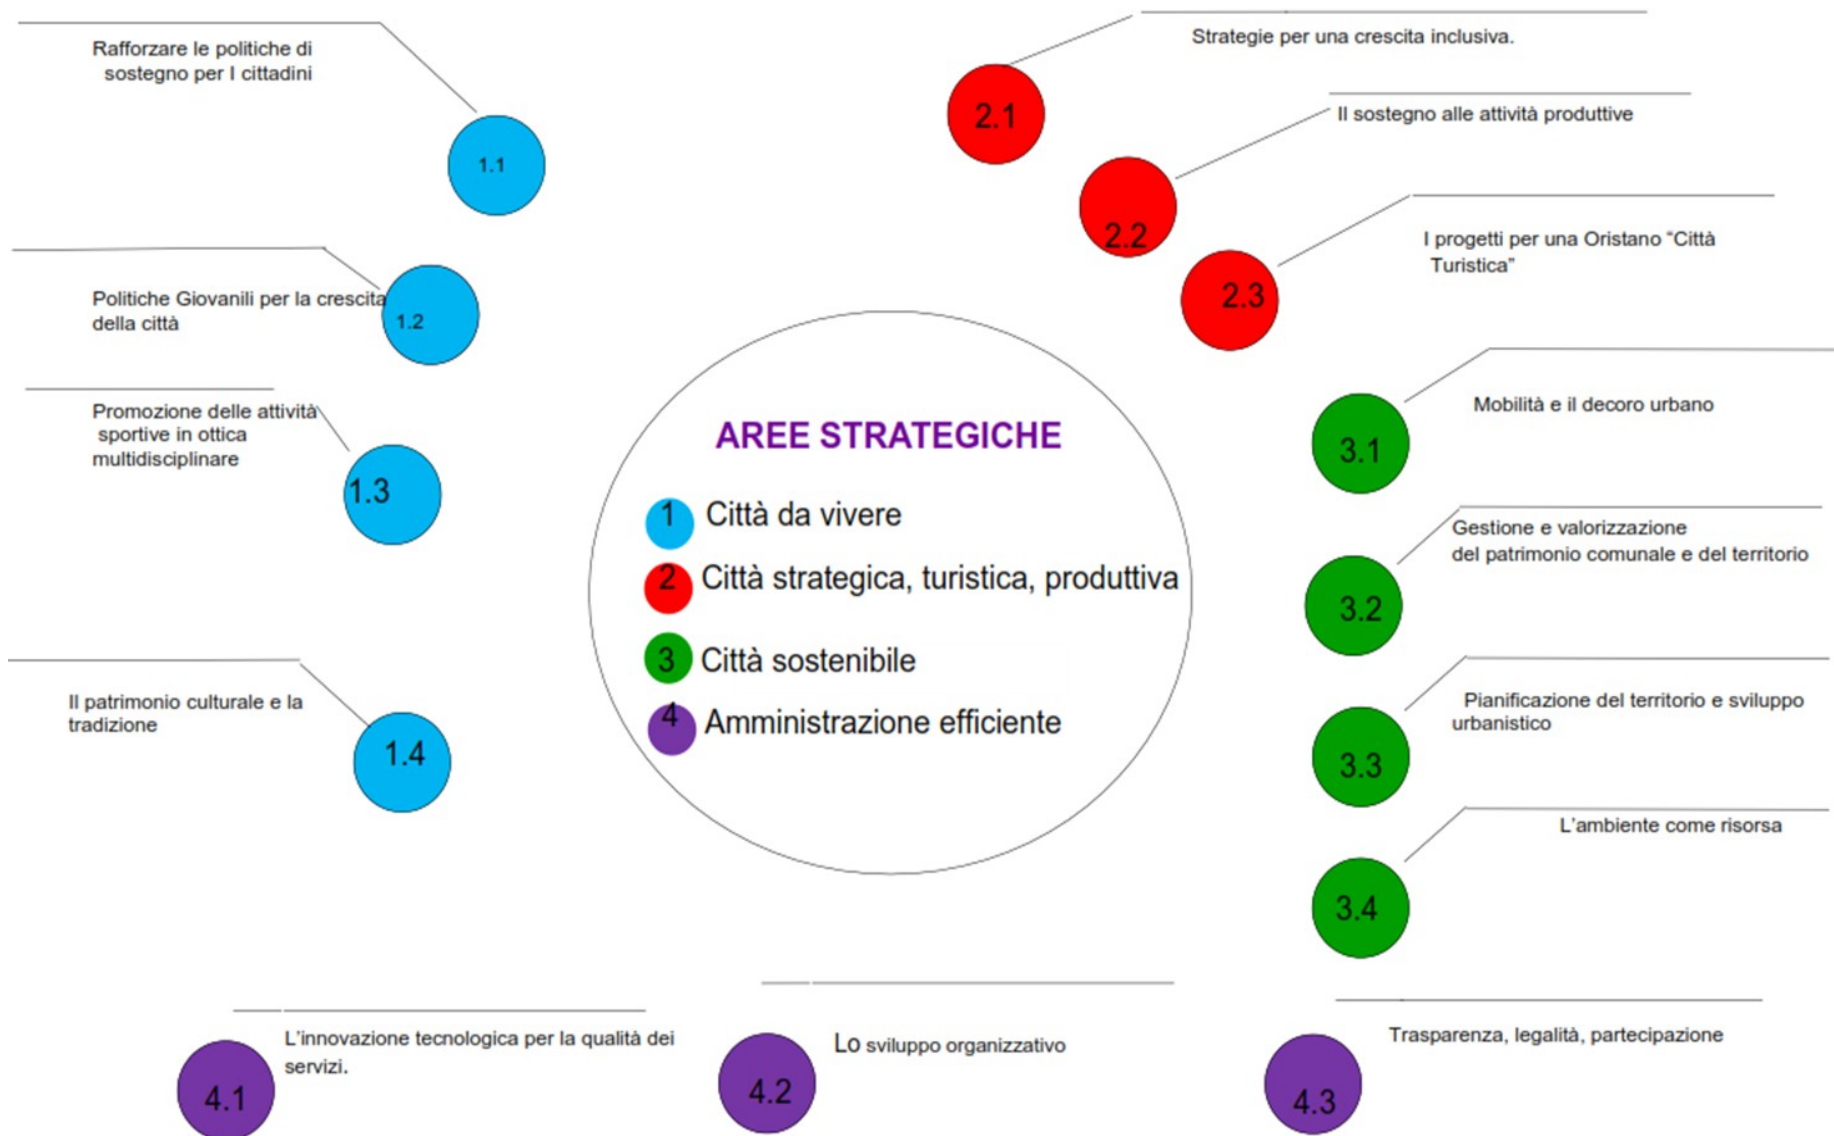 Rafforzare le politiche di
sostegno per I cittadini
1.1
Politiche Giovanili per la crescita
della città
1.2
Promozione delle attività
sportive in ottica
multidisciplinare
1.3
Il patrimonio culturale e la
tradizione
1.4
Strategie per una crescita inclusiva.
2.1
Il sostegno alle attività produttive
2.2
I progetti per una Oristano “Città
Turistica”
2.3
AREE STRATEGICHE
1 Città da vivere
2 Città strategica, turistica, produttiva
3 Città sostenibile
4 Amministrazione efficiente
Mobilità e il decoro urbano
3.1
Gestione e valorizzazione
del patrimonio comunale e del territorio
3.2
Pianificazione del territorio e sviluppo
urbanistico
3.3
L’ambiente come risorsa
3.4
L’innovazione tecnologica per la qualità dei
servizi.
4.1
Lo sviluppo organizzativo
4.2
Trasparenza, legalità, partecipazione
4.3